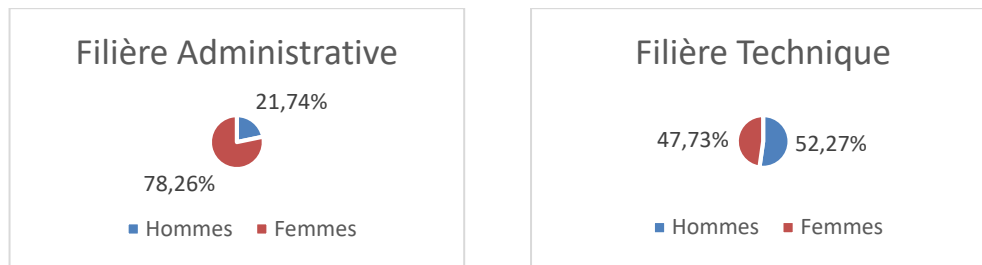 Filière Administrative
21,74%
78,26%
Hommes Femmes
Filière Technique
47,73%
52,27%
Hommes Femmes